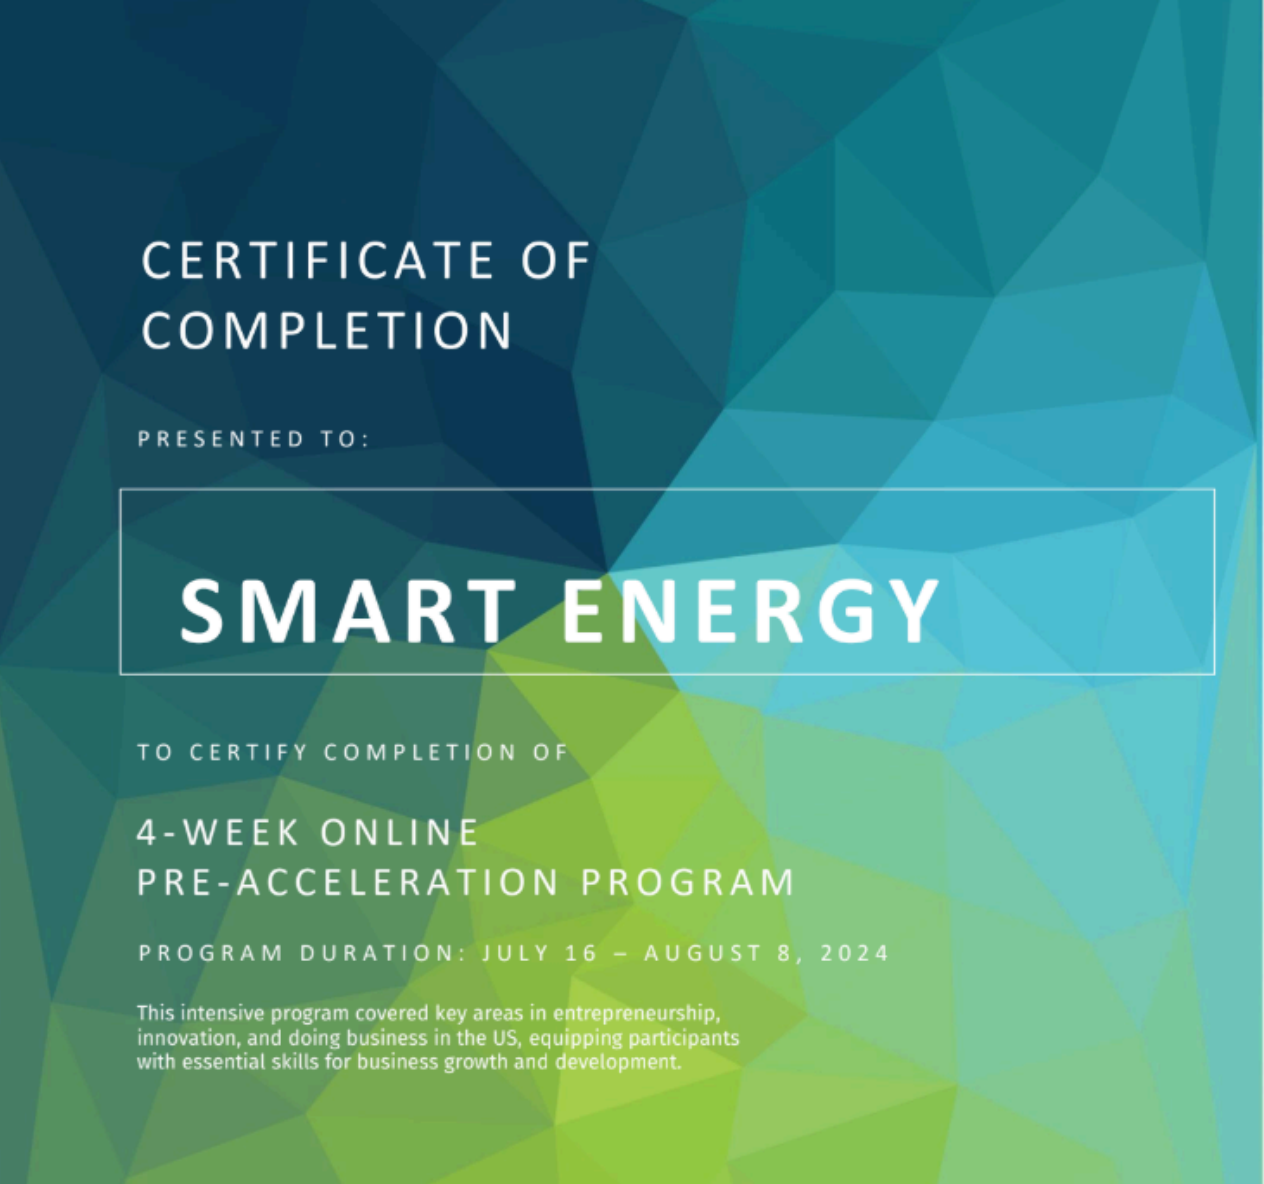 CERTIFICATE OF
COMPLETION
PRESENTED TO:
SMART ENERGY
TO CERTIFY COMPLETION OF
4-WEEK ONLINE
PRE-ACCELERATION PROGRAM
PROGRAM DURATION: JULY 16 – AUGUST 8, 2024
This intensive program covered key areas in entrepreneurship,
innovation, and doing business in the US, equipping participants
with essential skills for business growth and development.